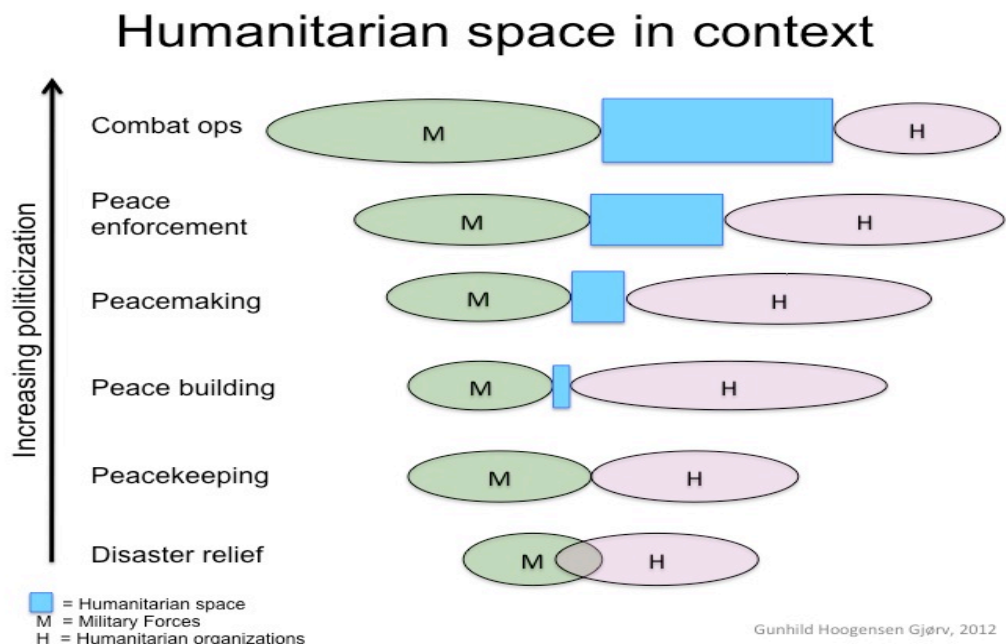 Humanitarian space in context
Combat ops
M
H
Peace
enforcement
M
H
Peacemaking
M
H
Peace building
M
H
Peacekeeping
M
H
Disaster relief
M
H
Increasing politicization
= Humanitarian space
M = Military Forces
H = Humanitarian organizations
Gunhild Hoogensen Gjørv, 2012